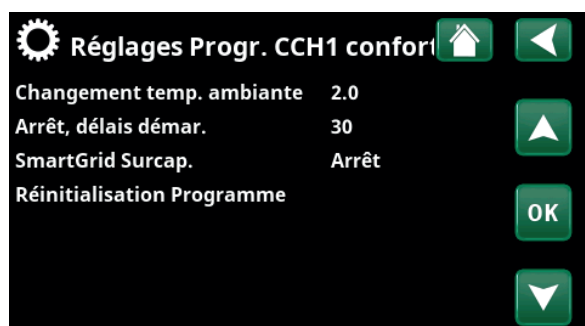 Réglages Progr. CCH1 confort
Changement temp. ambiante 2.0
Arrêt, délais démar. 30
SmartGrid Surcap. Arrêt
Réinitialisation Programme
OK